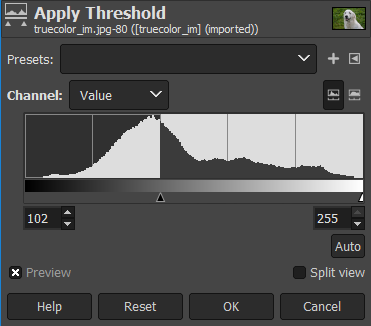 Apply Threshold
truecolor_im.jpg-80 ([truecolor_im] (imported))
Presets:
Channel: Value
102 255
Auto
Preview Split view
Help Reset OK Cancel